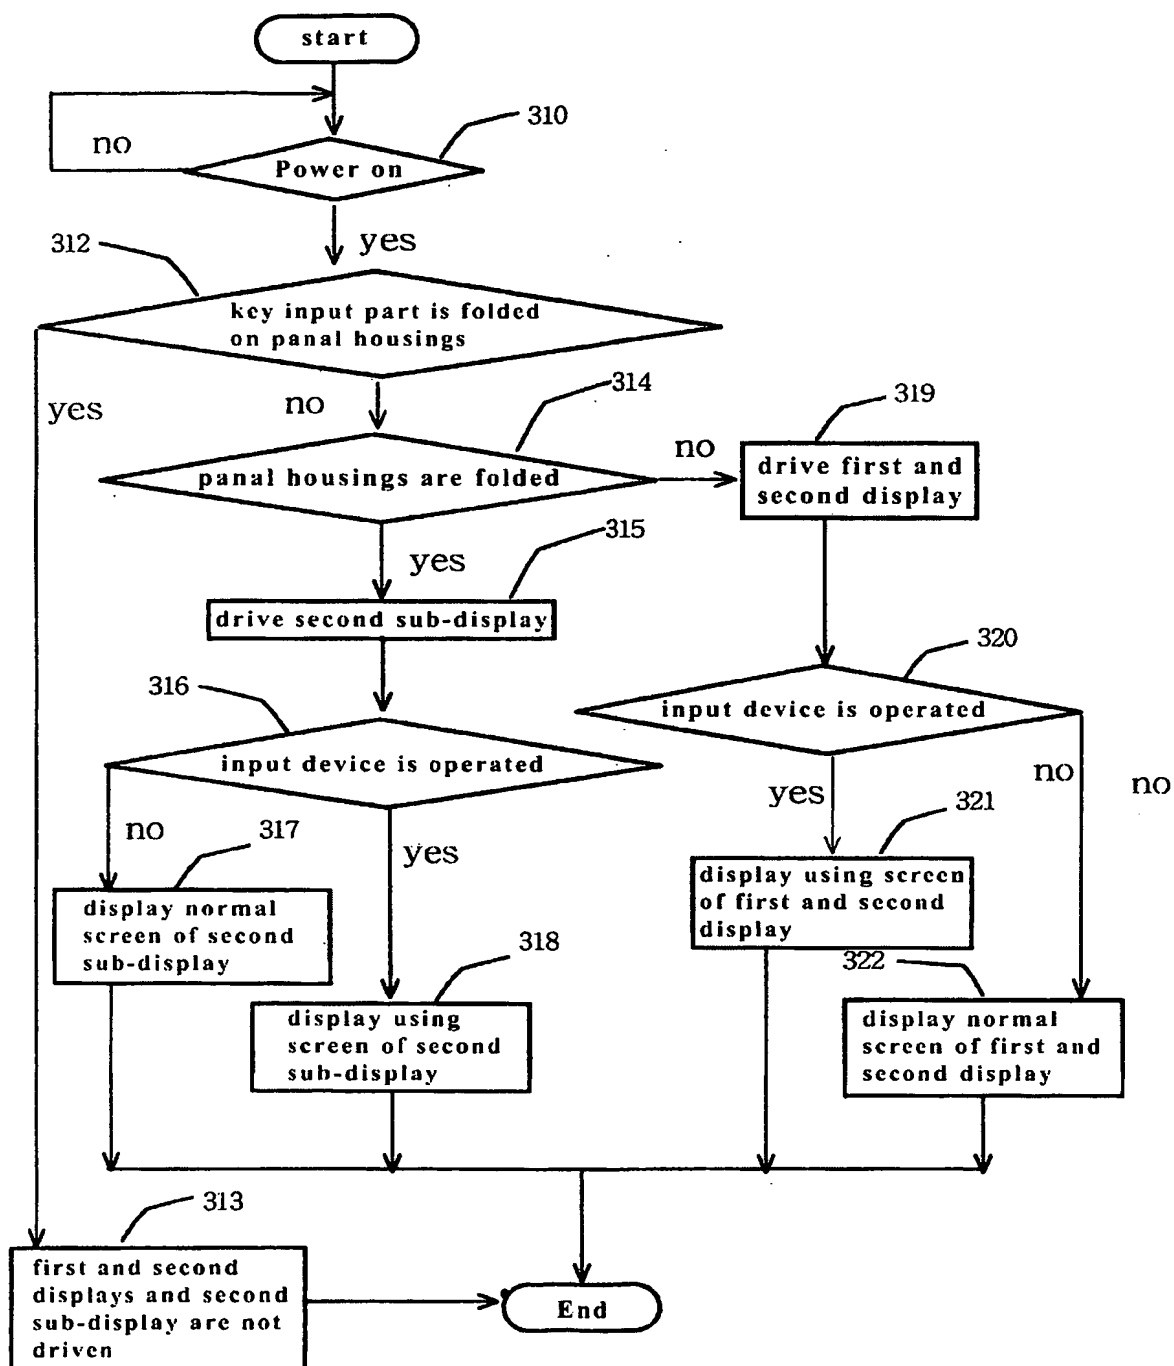 start
310
no
Power on
yes
312
key input part is folded
on panal housings
yes
no
314
319
panal housings are folded
no
drive first and
second display
315
yes
drive second sub-display
320
316
input device is operated
input device is operated
no
no
yes
321
no
317
yes
display using screen
of first and second
display
display normal
screen of second
sub-display
318
322
display using
screen of second
sub-display
display normal
screen of first and
second display
313
first and second
displays and second
sub-display are not
driven
End